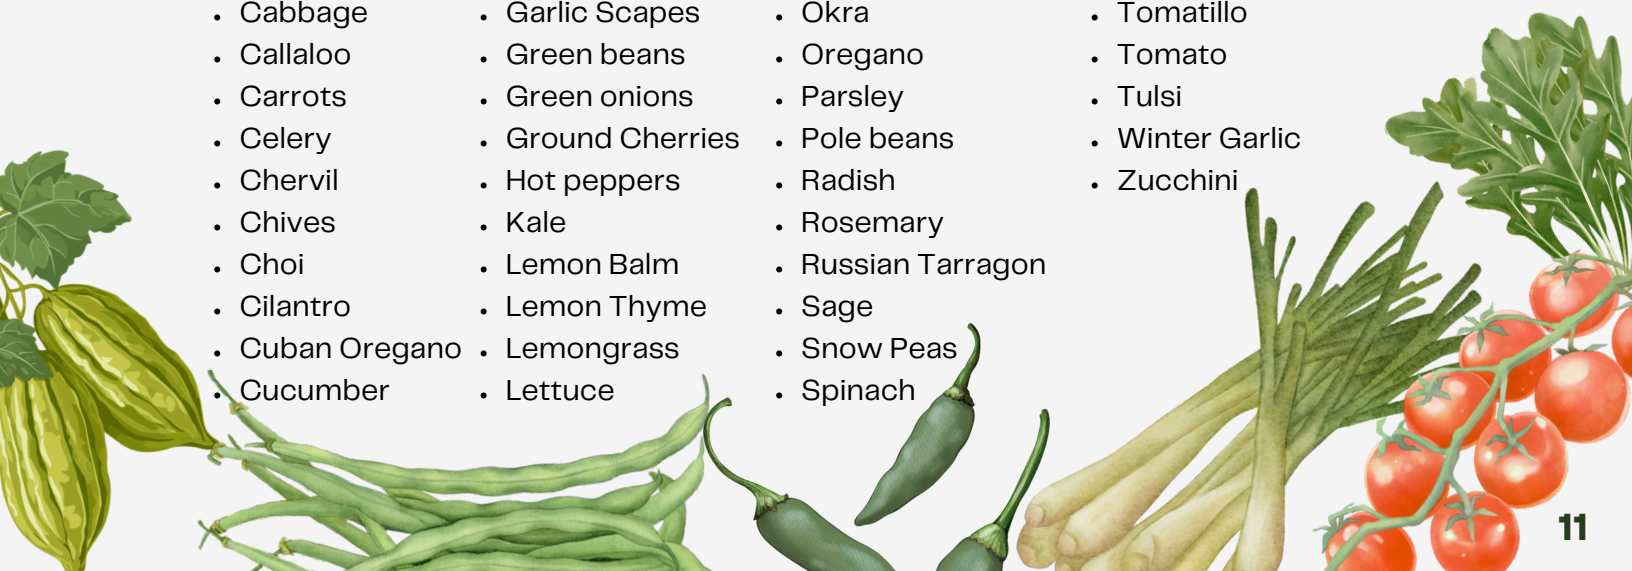 • Cabbage
• Callaloo
• Carrots
• Celery
• Chervil
• Chives
• Choi
• Cilantro
• Cuban Oregano
• Cucumber
• Garlic Scapes
• Green beans
• Green onions
• Ground Cherries
• Hot peppers
• Kale
• Lemon Balm
• Lemon Thyme
• Lemongrass
• Lettuce
• Okra
• Oregano
• Parsley
• Pole beans
• Radish
• Rosemary
• Russian Tarragon
• Sage
• Snow Peas
• Spinach
• Tomatillo
• Tomato
• Tulsi
• Winter Garlic
• Zucchini
11